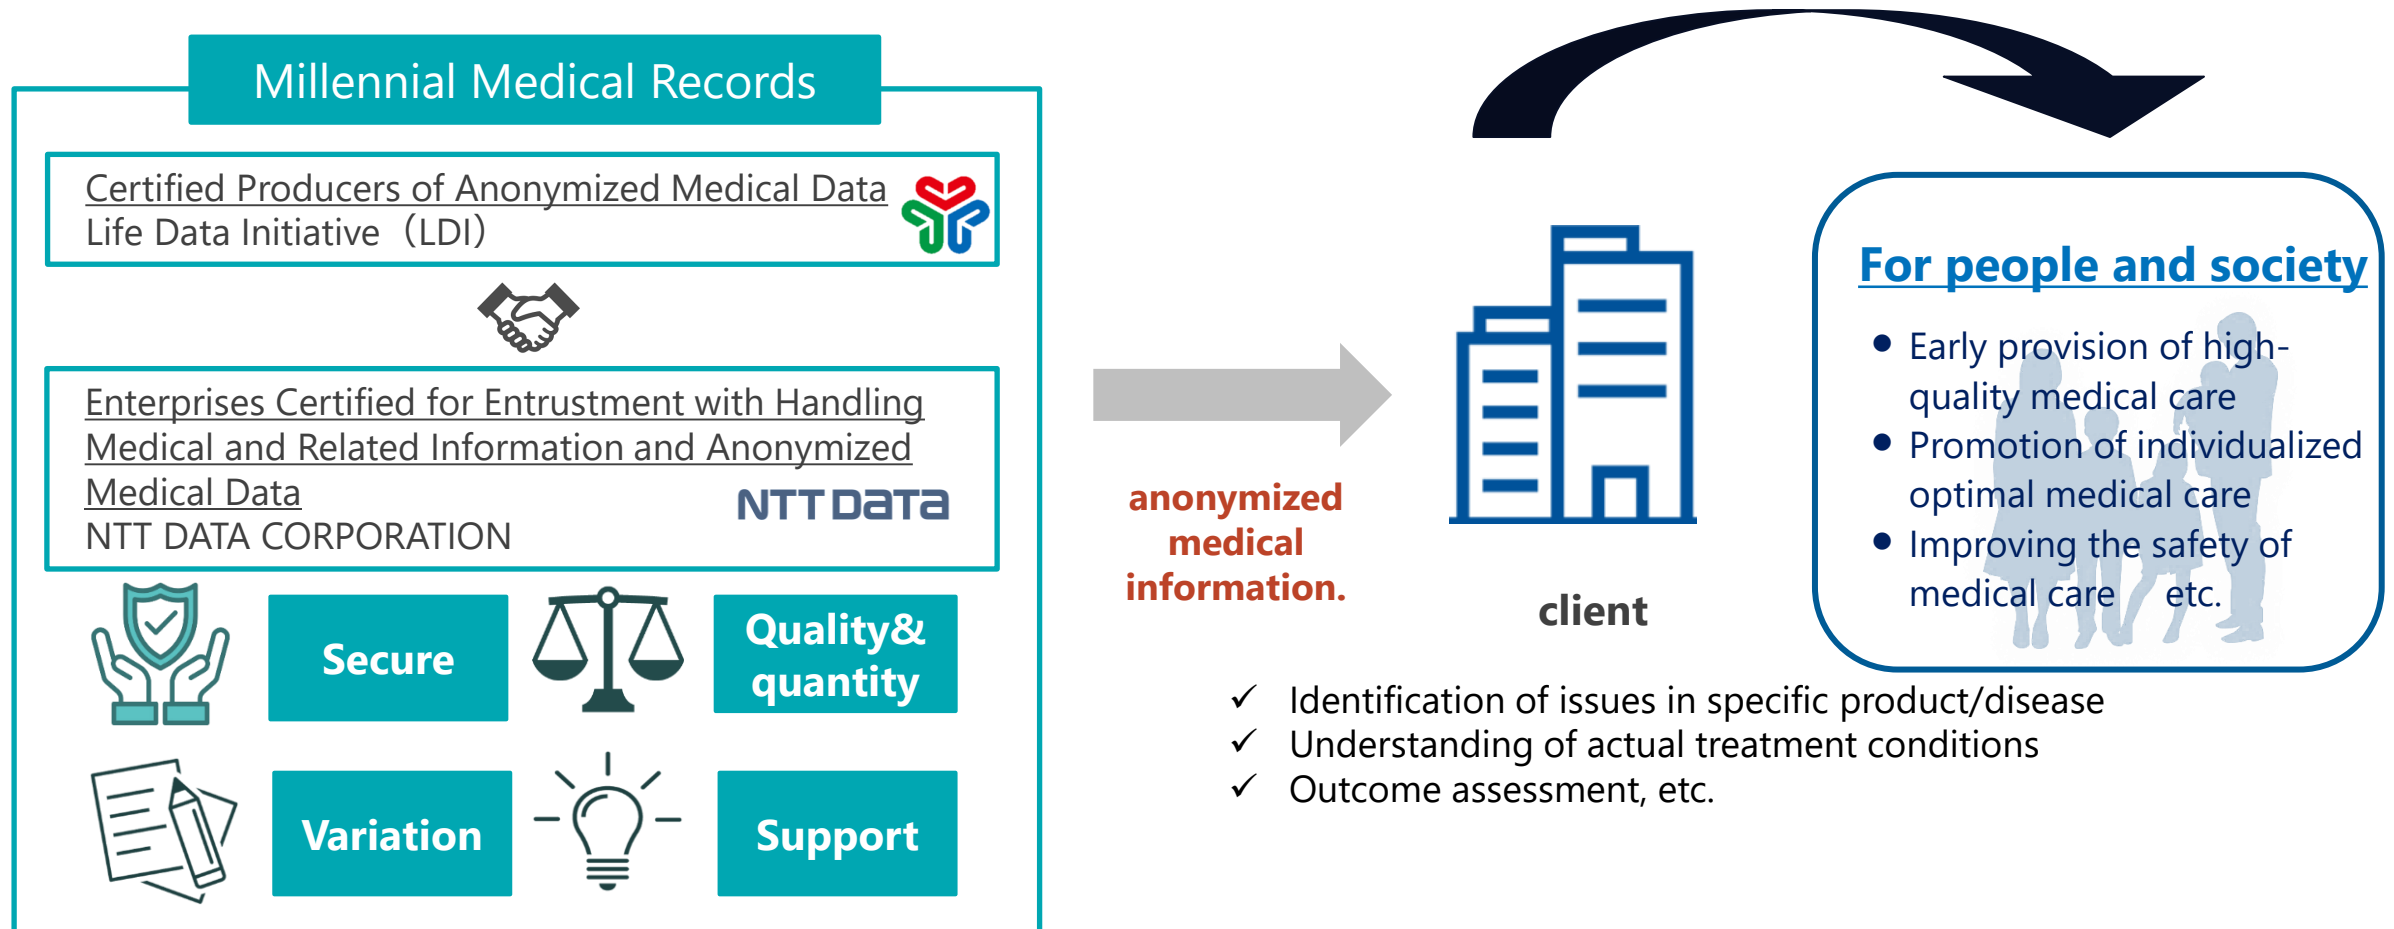 Millennial Medical Records
Certified Producers of Anonymized Medical Data
Life Data Initiative（LDI）
Enterprises Certified for Entrustment with Handling
Medical and Related Information and Anonymized
Medical Data
NTT DATA
NTT DATA CORPORATION
Secure
Quality&
quantity
Variation
Support
anonymized
medical
information.
client
✓ Identification of issues in specific product/disease
✓ Understanding of actual treatment conditions
✓ Outcome assessment, etc.
For people and society
• Early provision of high-
quality medical care
• Promotion of individualized
optimal medical care
• Improving the safety of
medical care etc.